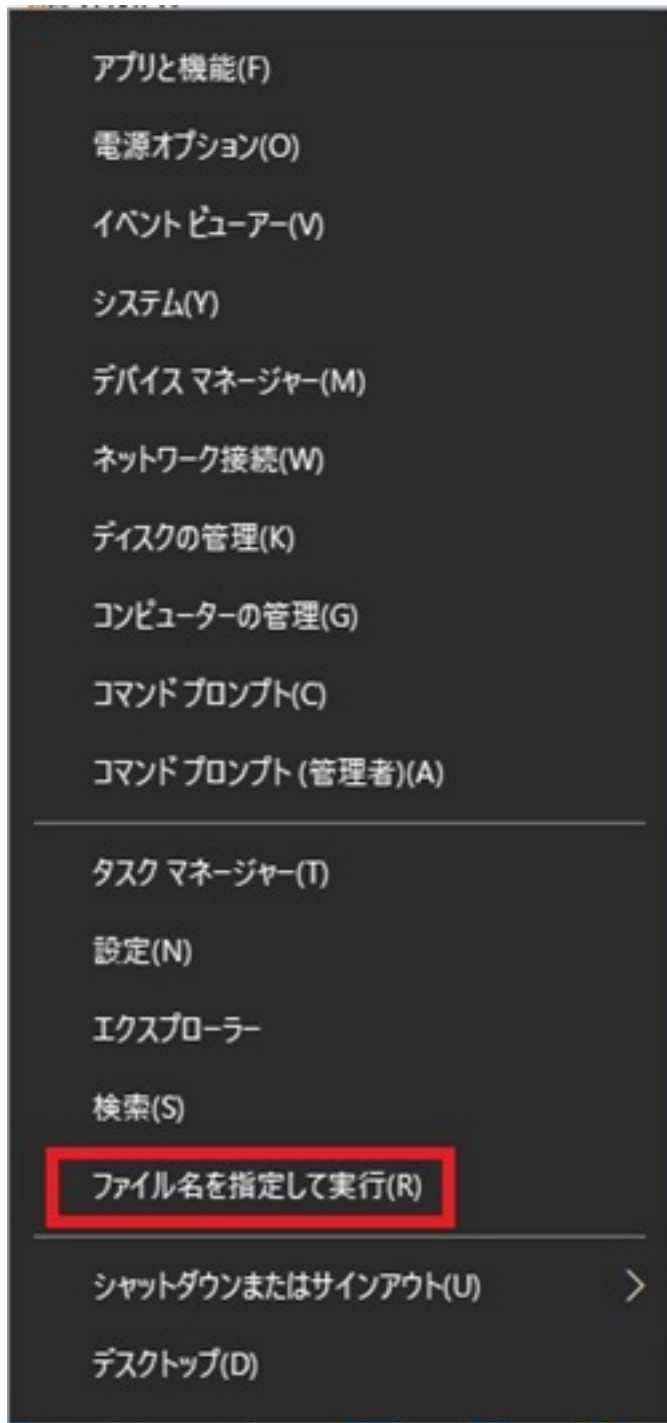 アプリと機能(F)
電源オプション(O)
イベント ビューアー(V)
システム(Y)
デバイス マネージャー(M)
ネットワーク接続(W)
ディスクの管理(K)
コンピューターの管理(G)
コマンド プロンプト(C)
コマンド プロンプト (管理者)(A)
タスク マネージャー(T)
設定(N)
エクスプローラー
検索(S)
ファイル名を指定して実行(R)
シャットダウンまたはサインアウト(U)
デスクトップ(D)